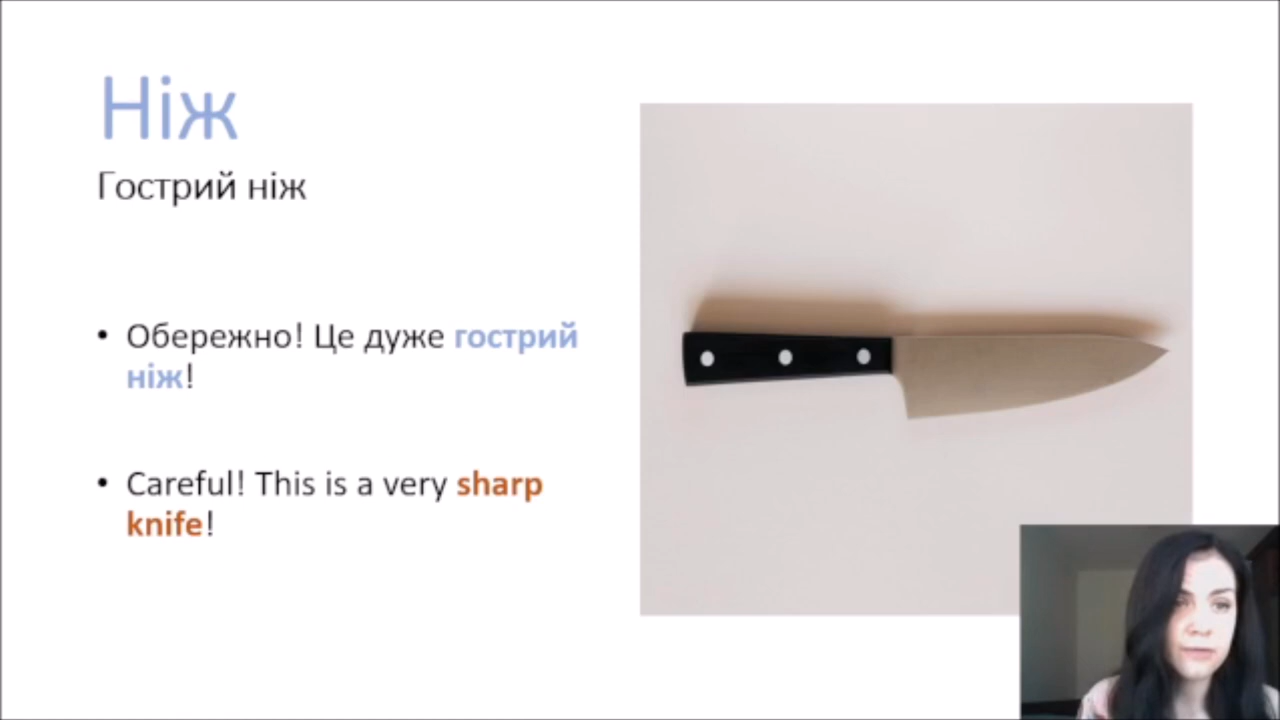 Ніж
Гострий ніж
• Обережно! Це дуже гострий
ніж!
• Careful! This is a very sharp
knife!